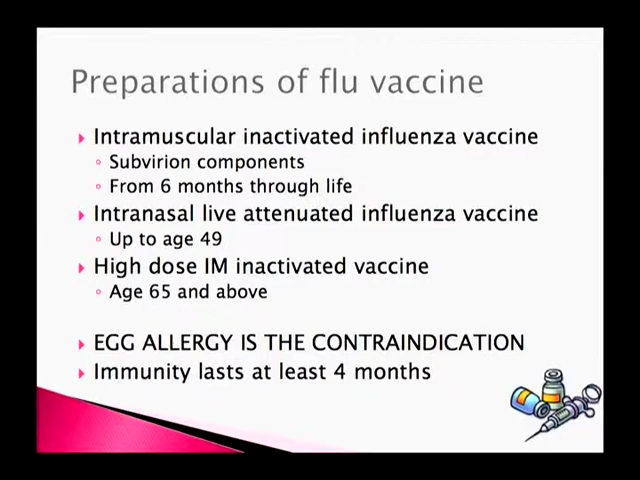 Preparations of flu vaccine
Intramuscular inactivated influenza vaccine
Subvirion components
From 6 months through life
Intranasal live attenuated influenza vaccine
Up to age 49
High dose IM inactivated vaccine
Age 65 and above
EGG ALLERGY IS THE CONTRAINDICATION
Immunity lasts at least 4 months